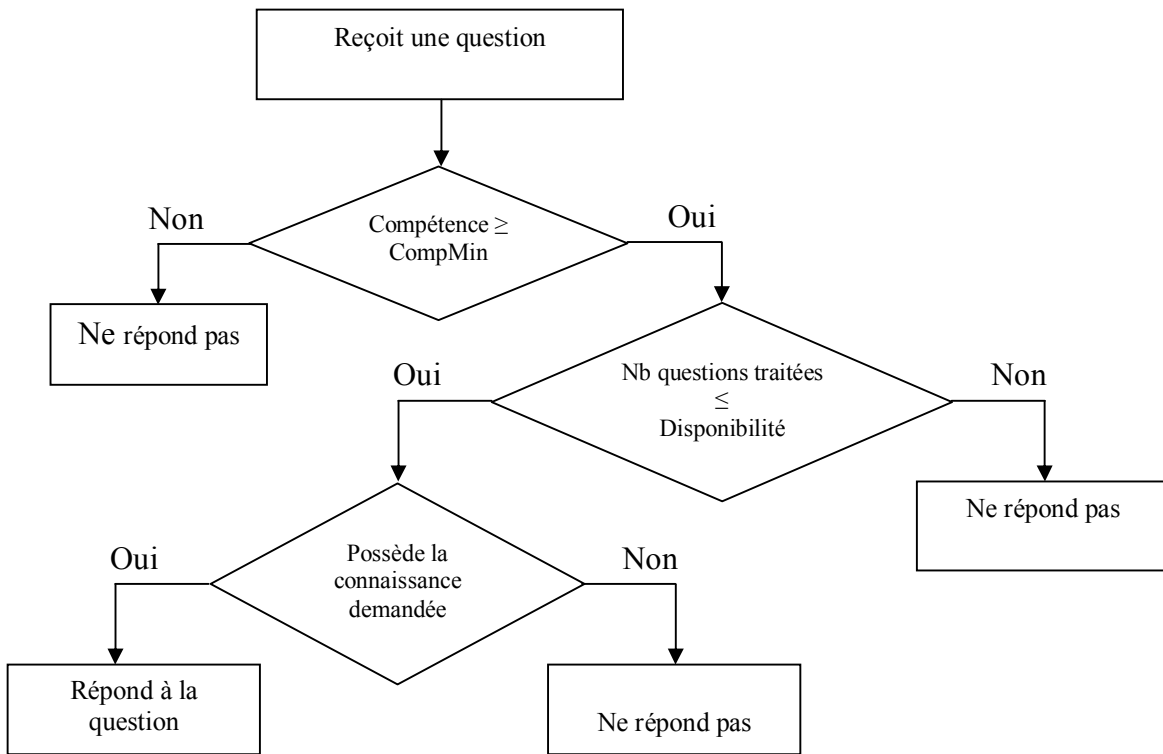 Reçoit une question
Non
Oui
Compétence ≥
CompMin
Ne répond pas
Oui
Nb questions traitées
≤
Disponibilité
Non
Ne répond pas
Oui
Possède la
connaissance
demandée
Non
Répond à la
question
Ne répond pas